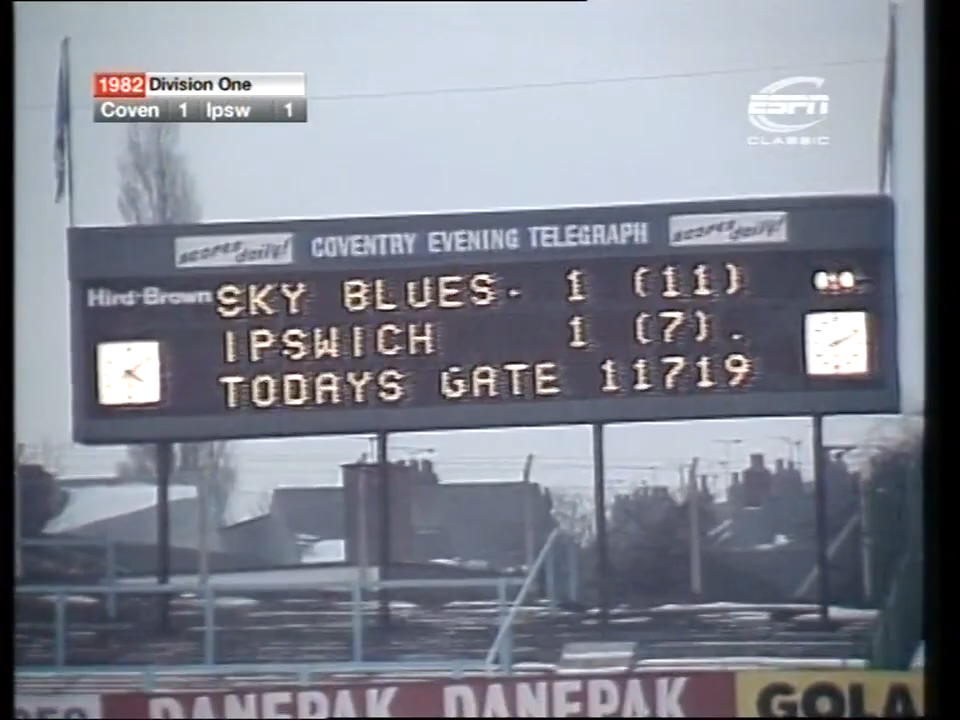 1982 Division One
Coven 1 Ipsw 1
ESPN
CLASSIC
scores daily! COVENTRY EVENING TELEGRAPH scores daily!
Hird-Brown
SKY BLUES. 1 (11)
IPSWICH 1 (7).
TODAYS GATE 11719
DANEPAK DANEPAK GOLA